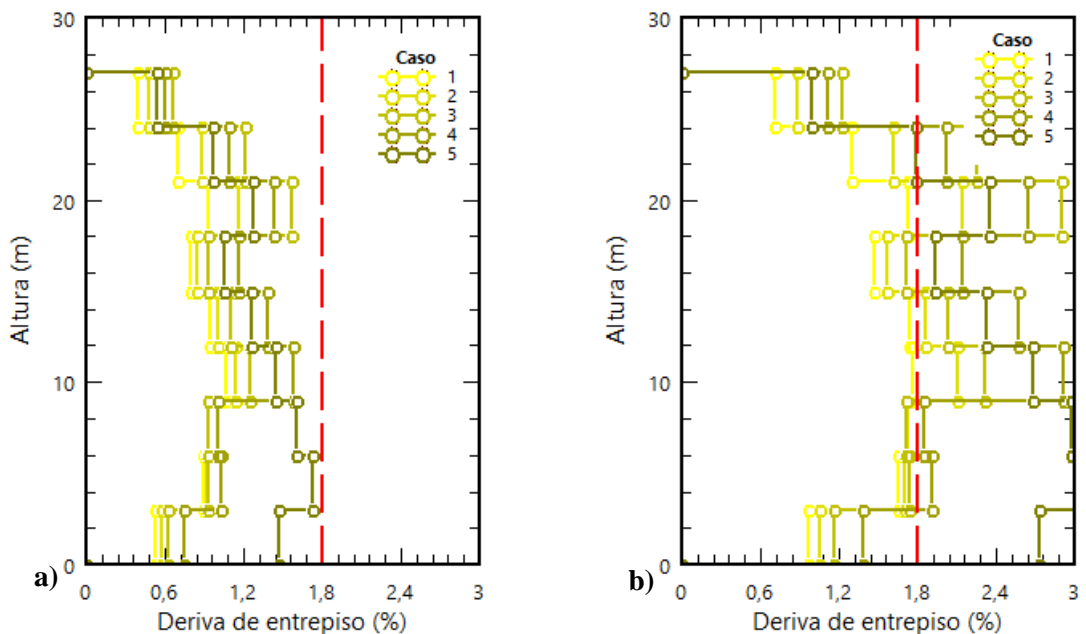 30
20
10
0
Altura (m)
Caso
1
2
3
4
5
0 0,6 1,2 1,8 2,4 3
Deriva de entrepiso (%)
a)
30
20
10
0
Altura (m)
Caso
1
2
3
4
5
0 0,6 1,2 1,8 2,4 3
Deriva de entrepiso (%)
b)